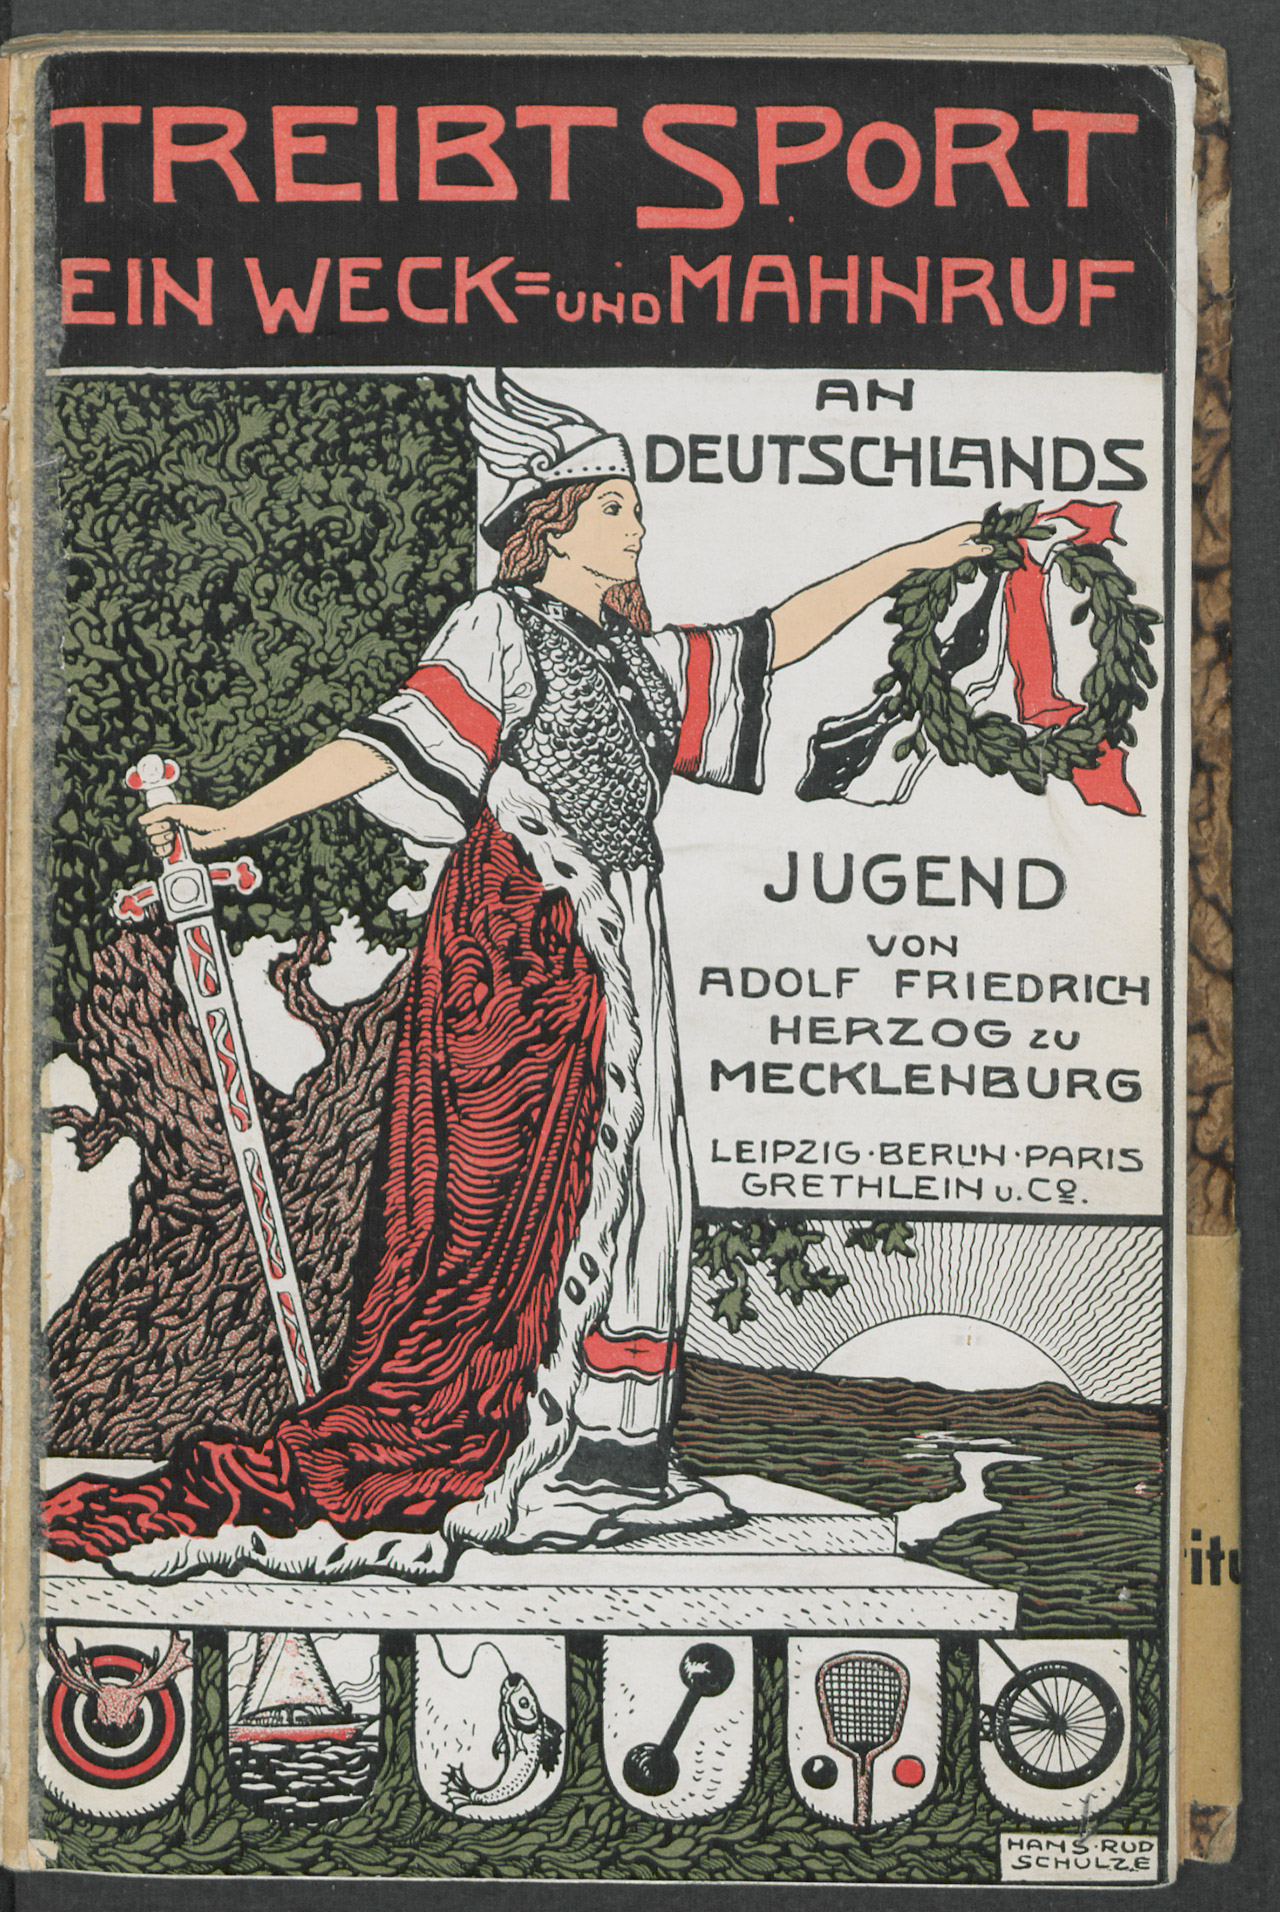 TREIBT SPORT
EIN WECK= UND MAHNRUF
AN
DEUTSCHLANDS
JUGEND
VON
ADOLF FRIEDRICH
HERZOG ZU
MECKLENBURG
LEIPZIG · BERLIN · PARIS
GRETHLEIN U. Co.
itu
HANS · RUD
SCHULZE